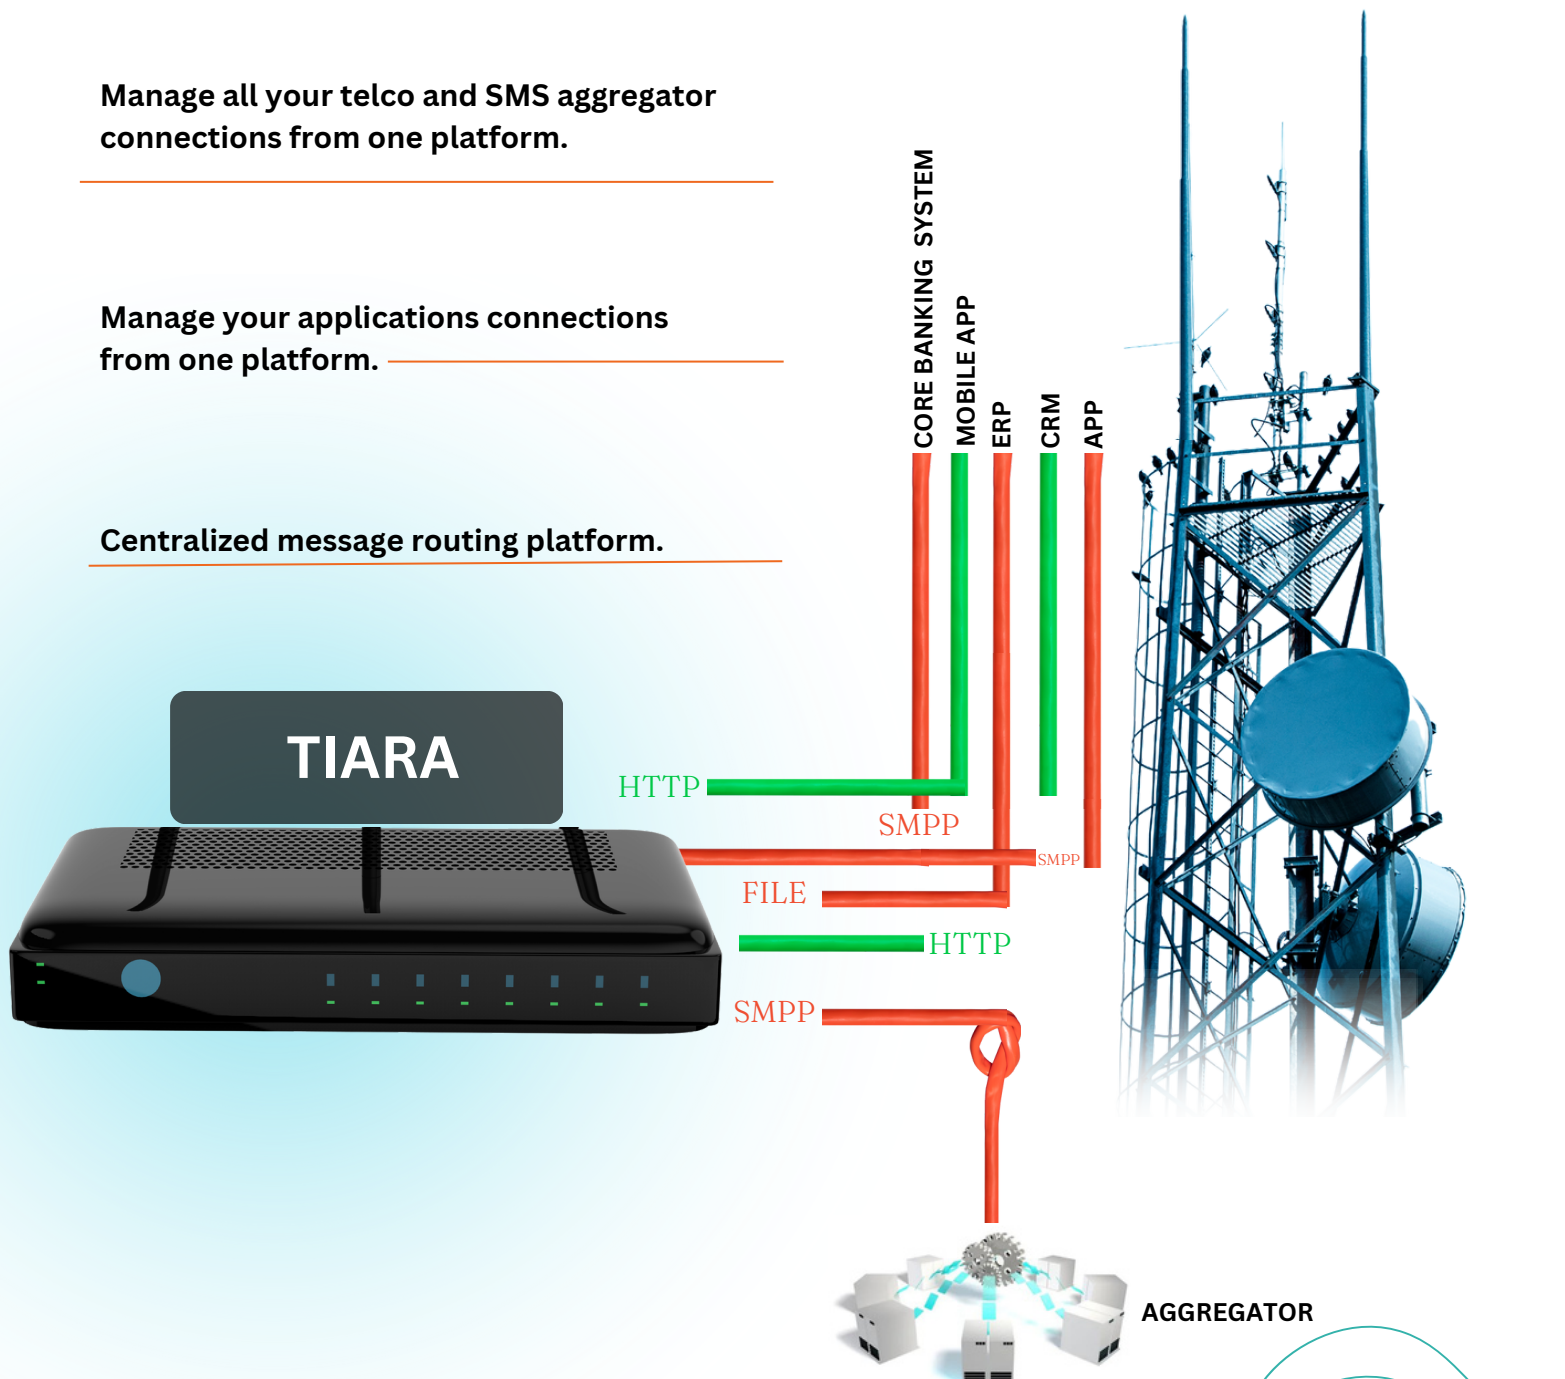 Manage all your telco and SMS aggregator
connections from one platform.
Manage your applications connections
from one platform.
Centralized message routing platform.
CORE BANKING SYSTEM
MOBILE APP
ERP
CRM
APP
TIARA
HTTP
SMPP
SMPP
FILE
HTTP
SMPP
AGGREGATOR